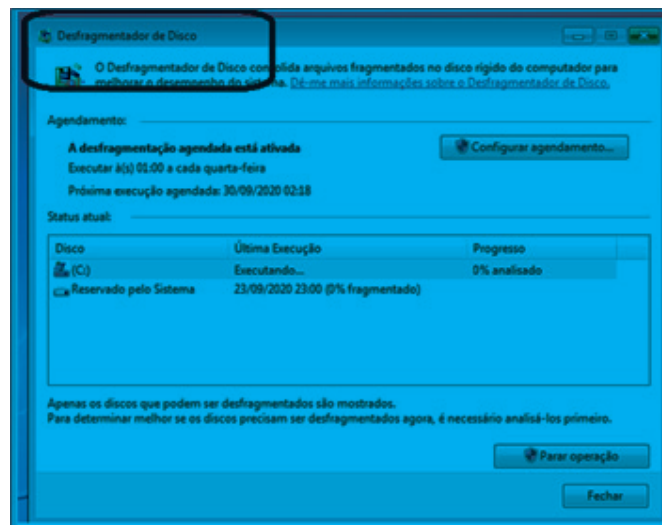 Desfragmentador de Disco
O Desfragmentador de Disco consolida arquivos fragmentados no disco rígido do computador para
melhorar o desempenho do sistema. Dê-me mais informações sobre o Desfragmentador de Disco.
Agendamento:
A desfragmentação agendada está ativada
Configurar agendamento...
Executar à(s) 01:00 a cada quarta-feira
Próxima execução agendada: 30/09/2020 02:18
Status atual:
Disco Última Execução Progresso
(C:) Executando... 0% analisado
Reservado pelo Sistema 23/09/2020 23:00 (0% fragmentado)
Apenas os discos que podem ser desfragmentados são mostrados.
Para determinar melhor se os discos precisam ser desfragmentados agora, é necessário analisá-los primeiro.
Parar operação
Fechar